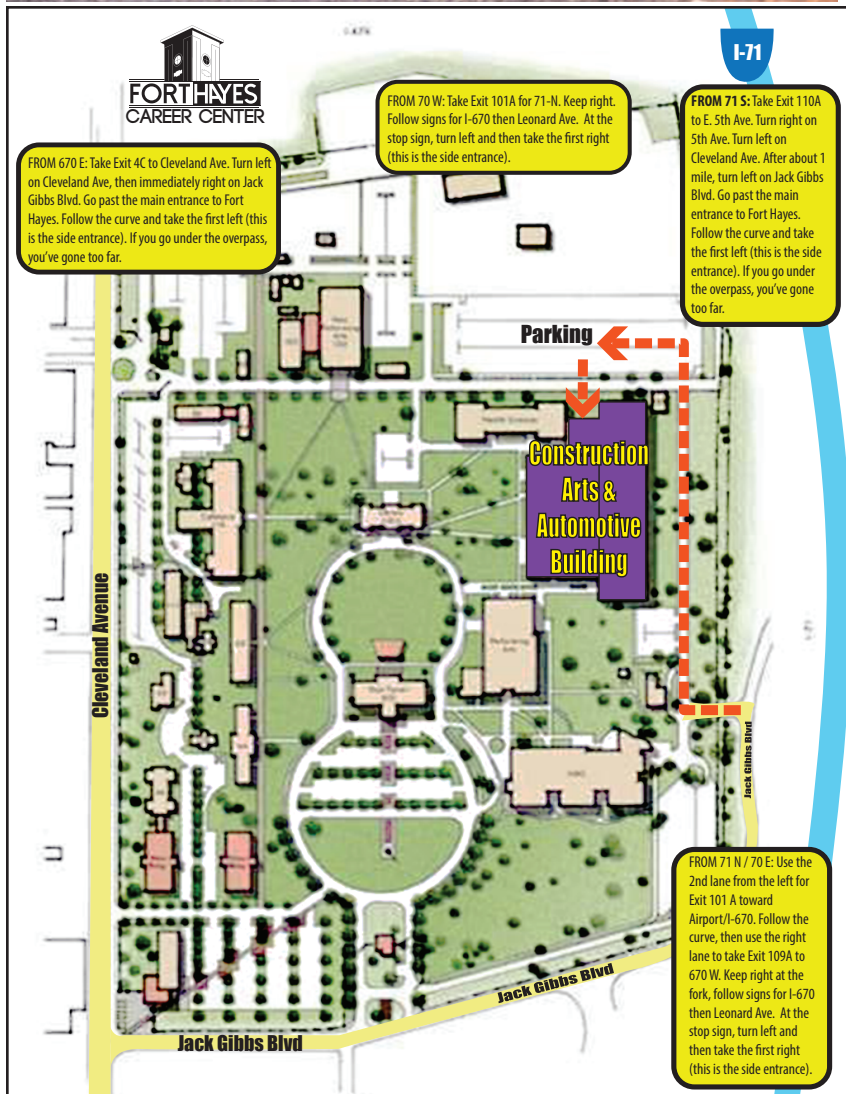 FORT HAYES
CAREER CENTER
I-71
FROM 670 E: Take Exit 4C to Cleveland Ave. Turn left
on Cleveland Ave, then immediately right on Jack
Gibbs Blvd. Go past the main entrance to Fort
Hayes. Follow the curve and take the first left (this
is the side entrance). If you go under the overpass,
you've gone too far.
FROM 70 W: Take Exit 101A for 71-N. Keep right.
Follow signs for I-670 then Leonard Ave. At the
stop sign, turn left and then take the first right
(this is the side entrance).
FROM 71 S: Take Exit 110A
to E. 5th Ave. Turn right on
5th Ave. Turn left on
Cleveland Ave. After about 1
mile, turn left on Jack Gibbs
Blvd. Go past the main
entrance to Fort Hayes.
Follow the curve and take
the first left (this is the side
entrance). If you go under
the overpass, you've gone
too far.
Parking
Construction
Arts &
Automotive
Building
Performing
Arts
Cleveland Avenue
Jack Gibbs Blvd
Jack Gibbs Blvd
Jack Gibbs Blvd
FROM 71 N / 70 E: Use the
2nd lane from the left for
Exit 101 A toward
Airport/I-670. Follow the
curve, then use the right
lane to take Exit 109A to
670 W. Keep right at the
fork, follow signs for I-670
then Leonard Ave. At the
stop sign, turn left and
then take the first right
(this is the side entrance).